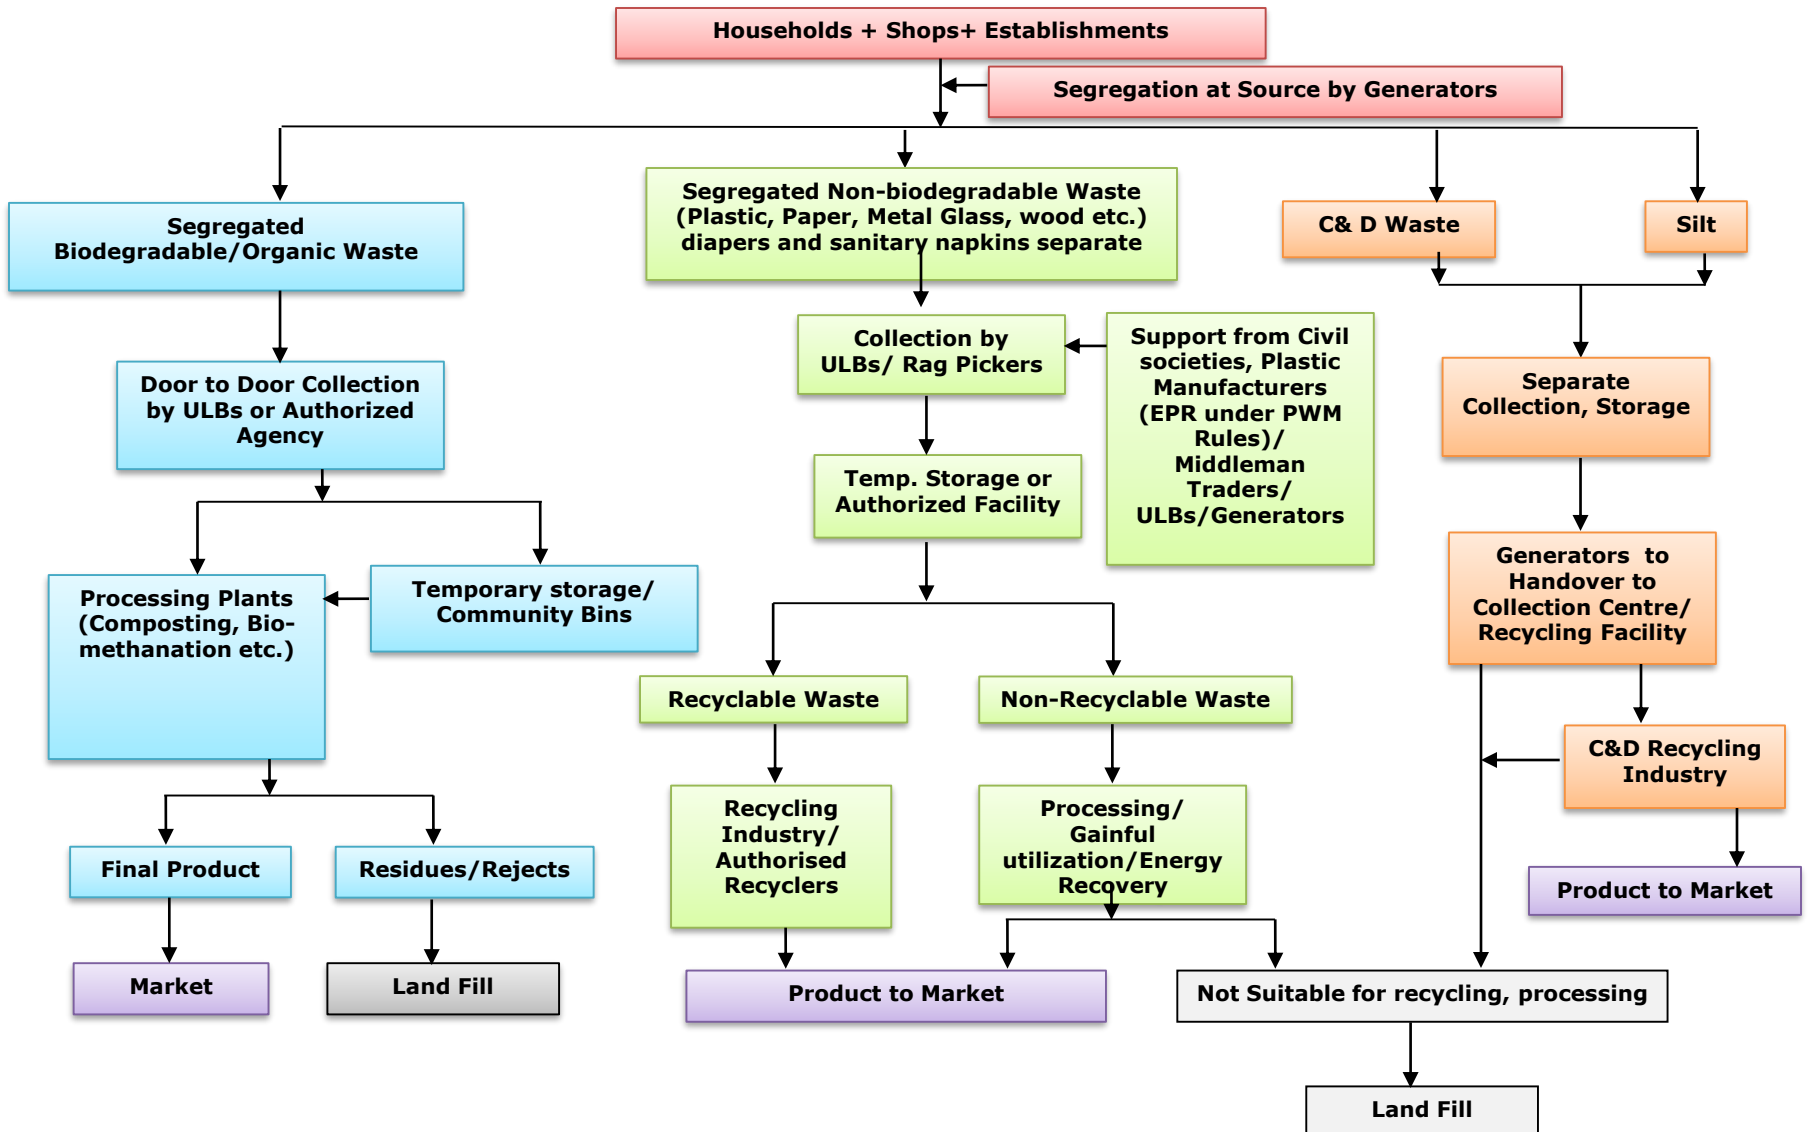 Households + Shops+ Establishments
Segregation at Source by Generators
Segregated
Biodegradable/Organic Waste
Segregated Non-biodegradable Waste
(Plastic, Paper, Metal Glass, wood etc.)
diapers and sanitary napkins separate
C& D Waste
Silt
Door to Door Collection
by ULBs or Authorized
Agency
Collection by
ULBs/ Rag Pickers
Support from Civil
societies, Plastic
Manufacturers
(EPR under PWM
Rules)/
Middleman
Traders/
ULBs/Generators
Separate
Collection, Storage
Temp. Storage or
Authorized Facility
Processing Plants
(Composting, Bio-
methanation etc.)
Temporary storage/
Community Bins
Generators to
Handover to
Collection Centre/
Recycling Facility
Recyclable Waste
Non-Recyclable Waste
C&D Recycling
Industry
Recycling
Industry/
Authorised
Recyclers
Processing/
Gainful
utilization/Energy
Recovery
Final Product
Residues/Rejects
Product to Market
Market
Land Fill
Product to Market
Not Suitable for recycling, processing
Land Fill